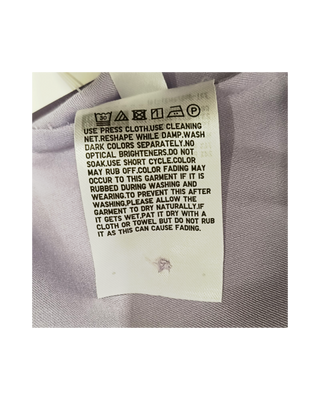 USE PRESS CLOTH.USE CLEANING
NET.RESHAPE WHILE DAMP.WASH
DARK COLORS SEPARATELY.NO
OPTICAL BRIGHTENERS.DO NOT
SOAK.USE SHORT CYCLE.COLOR
MAY RUB OFF.COLOR FADING MAY
OCCUR TO THIS GARMENT IF IT IS
RUBBED DURING WASHING AND
WEARING.TO PREVENT THIS AFTER
WASHING,PLEASE ALLOW THE
GARMENT TO DRY NATURALLY.IF
IT GETS WET,PAT IT DRY WITH A
CLOTH OR TOWEL BUT DO NOT RUB
IT AS THIS CAN CAUSE FADING.